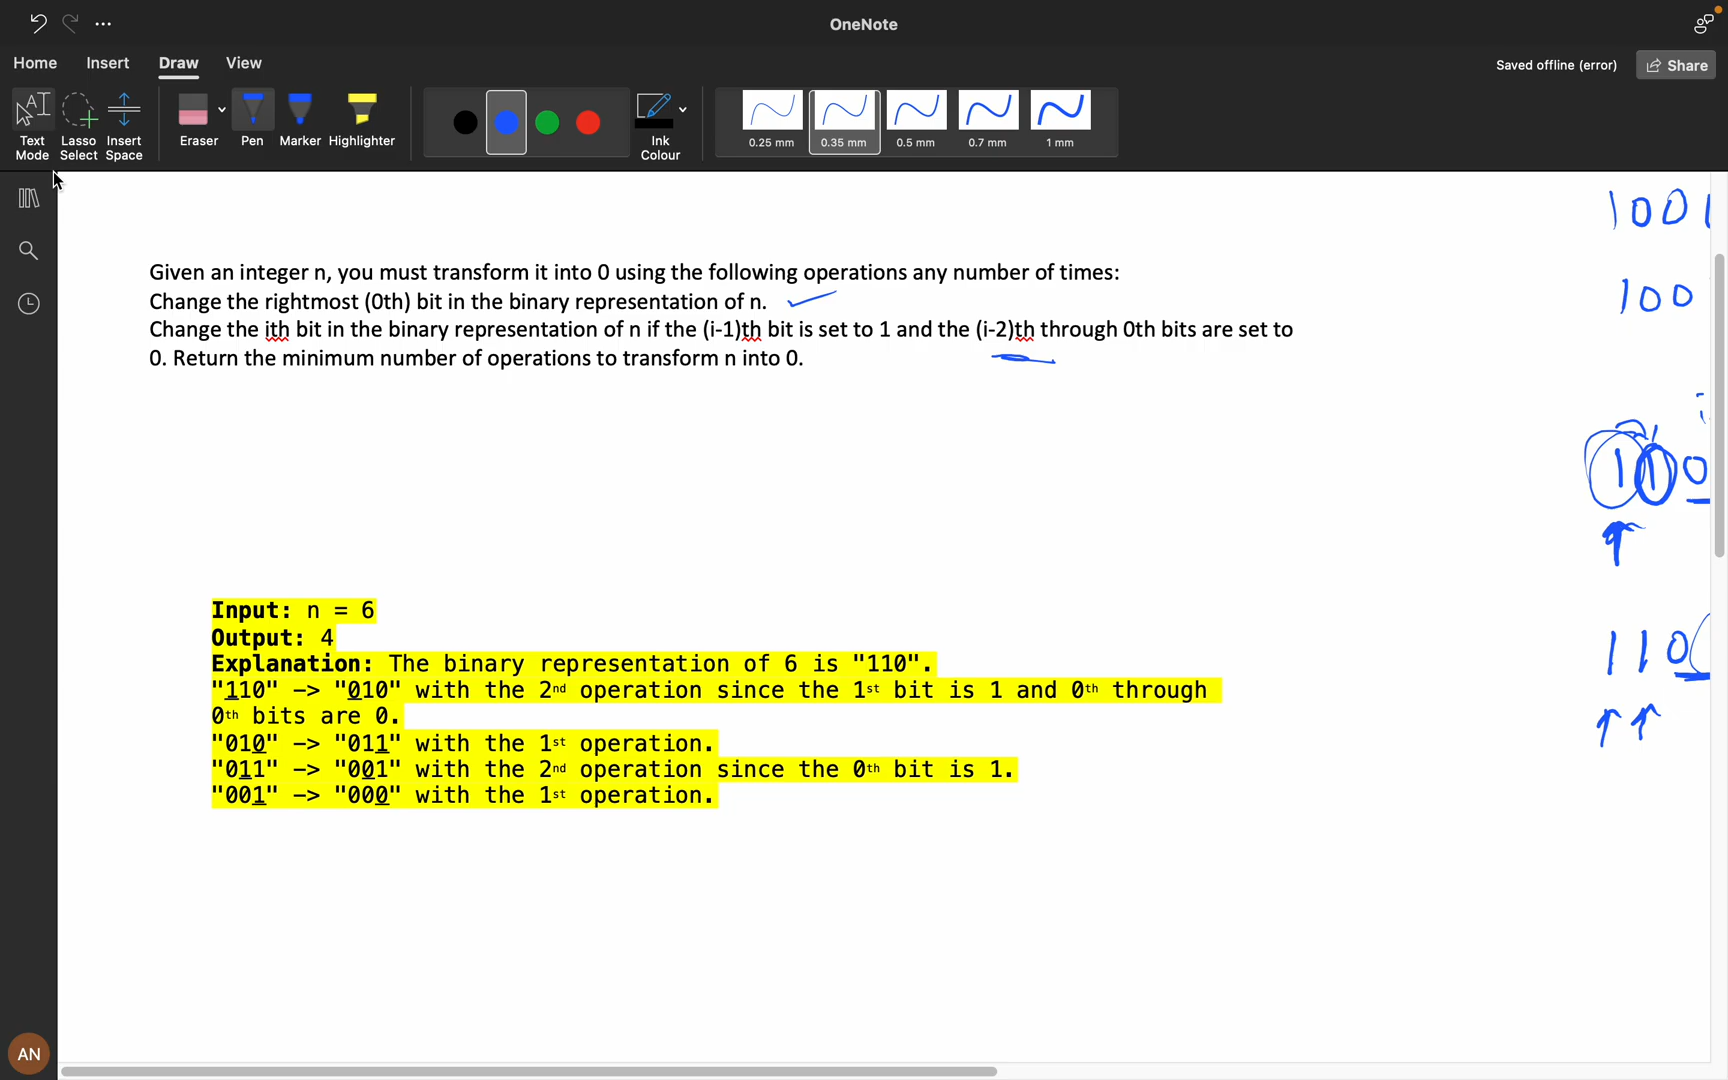 OneNote
Home Insert Draw View
Saved offline (error)
Share
Text Mode
Lasso Select
Insert Space
Eraser
Pen
Marker
Highlighter
Ink Colour
0.25 mm
0.35 mm
0.5 mm
0.7 mm
1 mm
Given an integer n, you must transform it into 0 using the following operations any number of times:
Change the rightmost (0th) bit in the binary representation of n.
Change the ith bit in the binary representation of n if the (i-1)th bit is set to 1 and the (i-2)th through 0th bits are set to
0. Return the minimum number of operations to transform n into 0.
1001
100
110
110
Input: n = 6
Output: 4
Explanation: The binary representation of 6 is "110".
"110" -> "010" with the 2nd operation since the 1st bit is 1 and 0th through
0th bits are 0.
"010" -> "011" with the 1st operation.
"011" -> "001" with the 2nd operation since the 0th bit is 1.
"001" -> "000" with the 1st operation.
AN